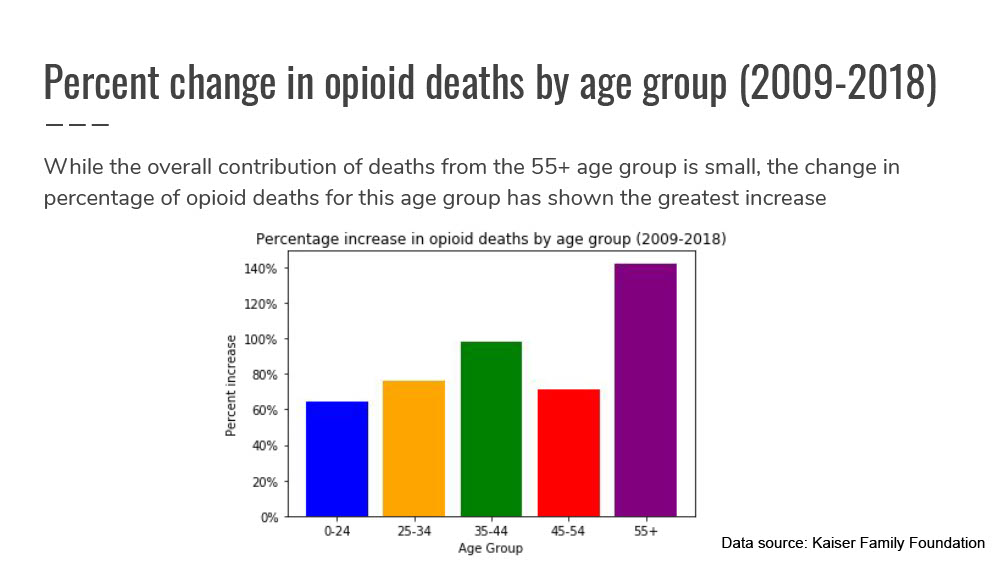 Percent change in opioid deaths by age group (2009-2018)
While the overall contribution of deaths from the 55+ age group is small, the change in
percentage of opioid deaths for this age group has shown the greatest increase
Percentage increase in opioid deaths by age group (2009-2018)
Percent increase
140%
120%
100%
80%
60%
40%
20%
0%
0-24 25-34 35-44 45-54 55+
Age Group
Data source: Kaiser Family Foundation